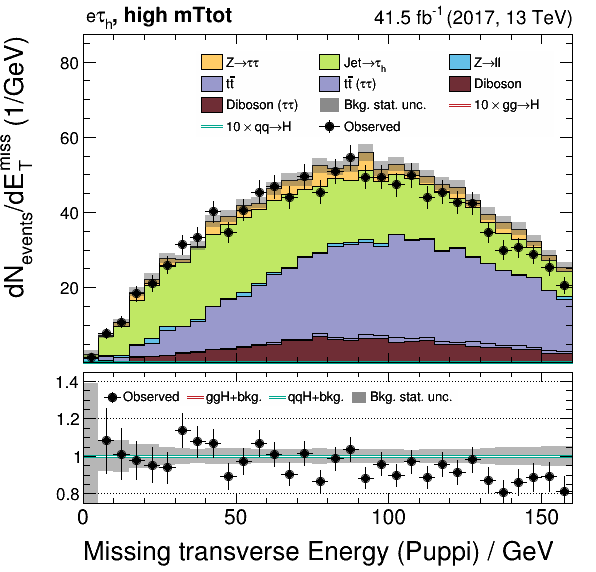 eτh, high mTtot 41.5 fb⁻¹ (2017, 13 TeV)
dN_events/dE_T^miss (1/GeV)
Z→ττ Jet→τh Z→ll
tt̄ tt̄ (ττ) Diboson
Diboson (ττ) Bkg. stat. unc. 10 × gg→H
10 × qq→H Observed
80
60
40
20
1.4
Observed ggH+bkg. qqH+bkg. Bkg. stat. unc.
1.2
1
0.8
0 50 100 150
Missing transverse Energy (Puppi) / GeV